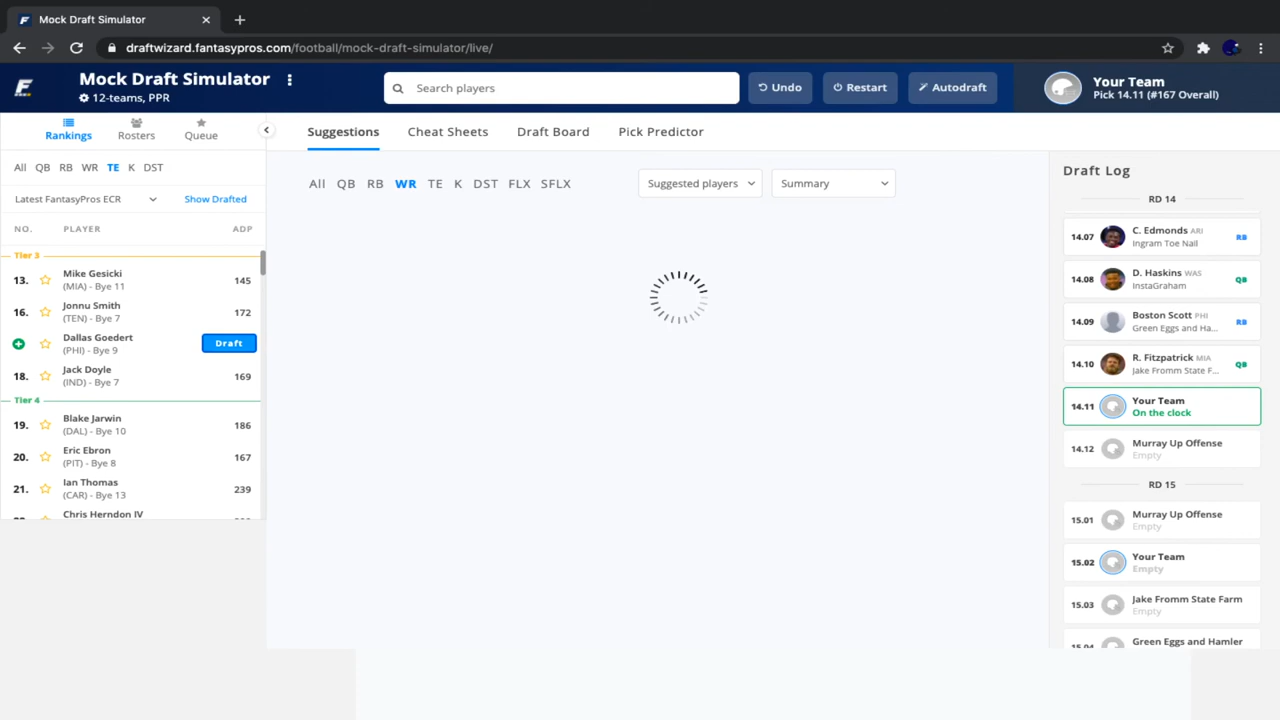 Mock Draft Simulator
draftwizard.fantasypros.com/football/mock-draft-simulator/live/
Mock Draft Simulator
12-teams, PPR
Search players
Undo
Restart
Autodraft
Your Team
Pick 14.11 (#167 Overall)
Rankings
Rosters
Queue
Suggestions
Cheat Sheets
Draft Board
Pick Predictor
All QB RB WR TE K DST
Latest FantasyPros ECR
Show Drafted
NO. PLAYER ADP
Tier 3
13. Mike Gesicki 145
(MIA) - Bye 11
16. Jonnu Smith 172
(TEN) - Bye 7
Dallas Goedert Draft
(PHI) - Bye 9
18. Jack Doyle 169
(IND) - Bye 7
Tier 4
19. Blake Jarwin 186
(DAL) - Bye 10
20. Eric Ebron 167
(PIT) - Bye 8
21. Ian Thomas 239
(CAR) - Bye 13
Chris Herndon IV
All QB RB WR TE K DST FLX SFLX
Suggested players
Summary
Draft Log
RD 14
14.07 C. Edmonds ARI RB
Ingram Toe Nail
14.08 D. Haskins WAS QB
InstaGraham
14.09 Boston Scott PHI RB
Green Eggs and Ha...
14.10 R. Fitzpatrick MIA QB
Jake Fromm State F...
14.11 Your Team
On the clock
14.12 Murray Up Offense
Empty
RD 15
15.01 Murray Up Offense
Empty
15.02 Your Team
Empty
15.03 Jake Fromm State Farm
Empty
15.04 Green Eggs and Hamler